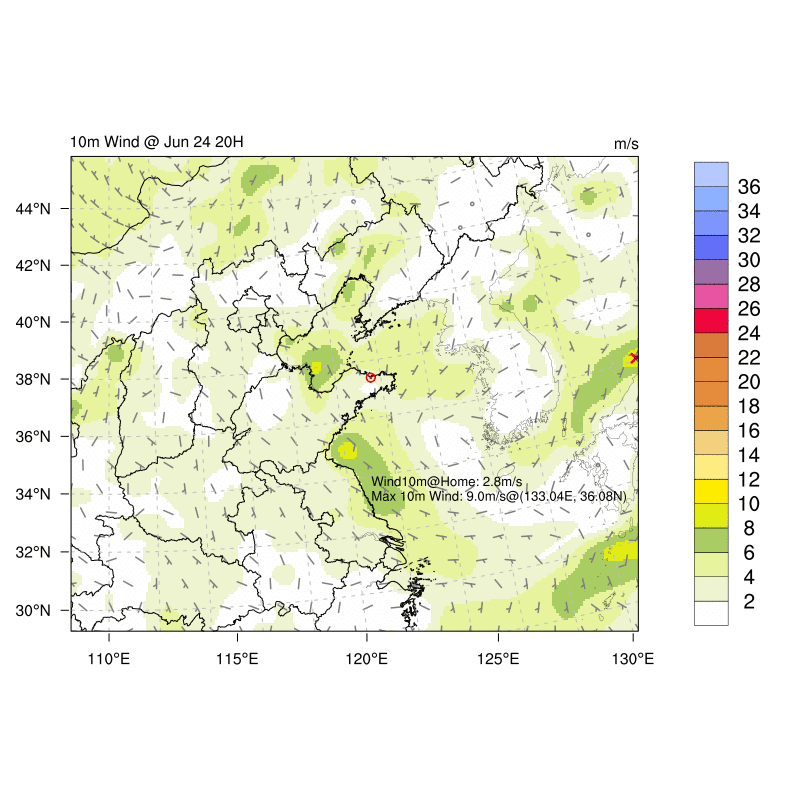 10m Wind @ Jun 24 20H
m/s
44°N
42°N
40°N
38°N
36°N
34°N
32°N
30°N
110°E
115°E
120°E
125°E
130°E
Wind10m@Home: 2.8m/s
Max 10m Wind: 9.0m/s@(133.04E, 36.08N)
36
34
32
30
28
26
24
22
20
18
16
14
12
10
8
6
4
2